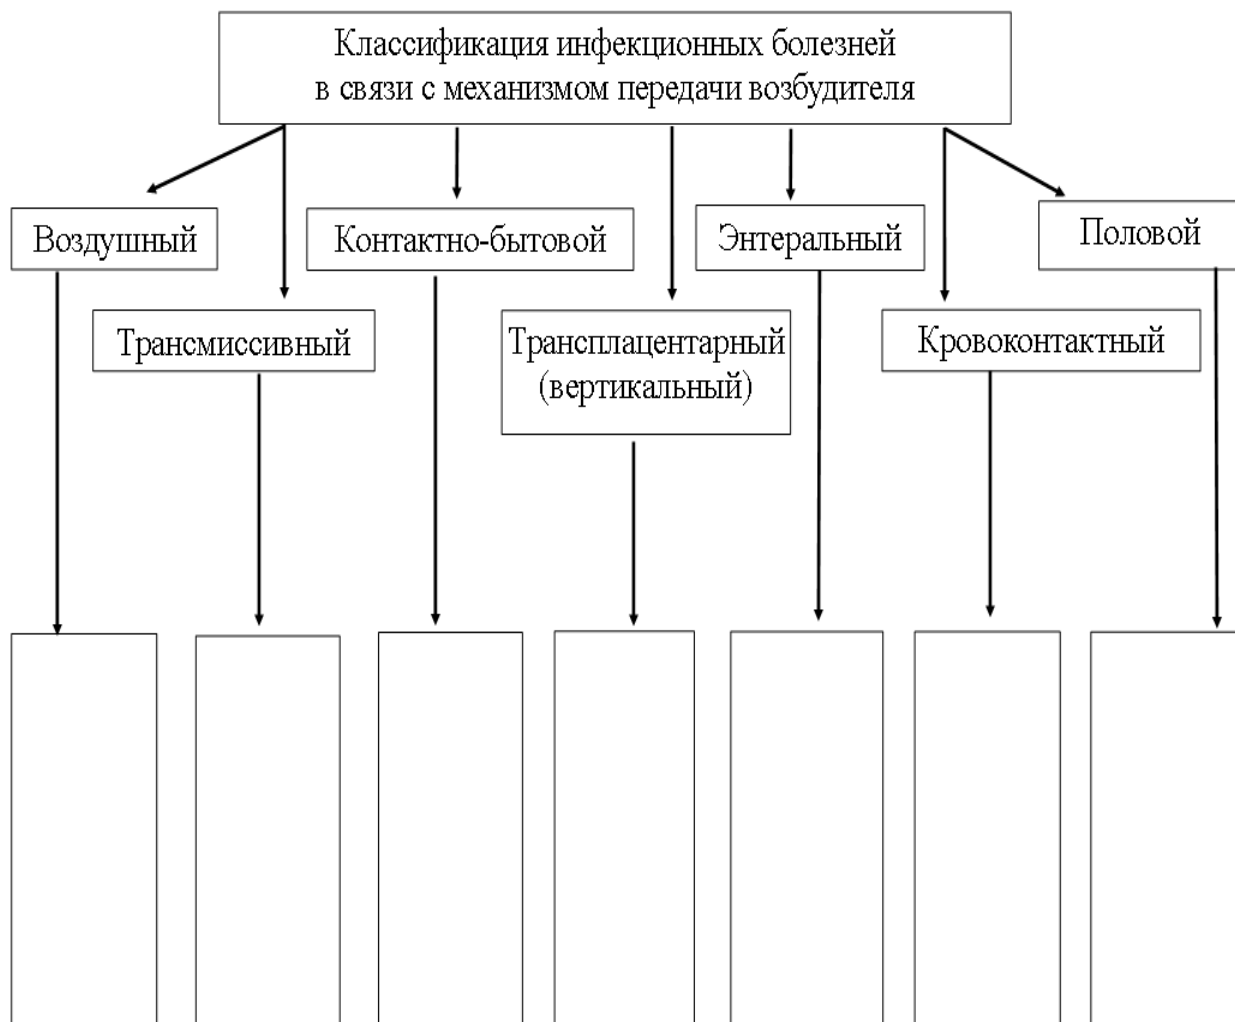 Классификация инфекционных болезней
в связи с механизмом передачи возбудителя
Воздушный
Контактно-бытовой
Энтеральный
Половой
Трансмиссивный
Трансплацентарный
(вертикальный)
Кровоконтактный